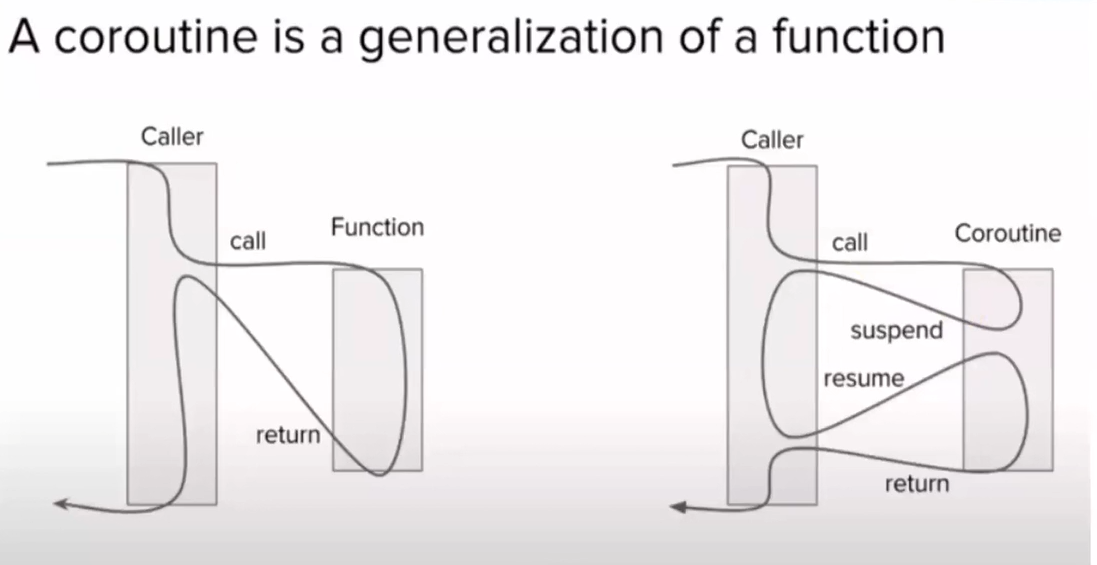 A coroutine is a generalization of a function
Caller
call
Function
return
Caller
call
Coroutine
suspend
resume
return